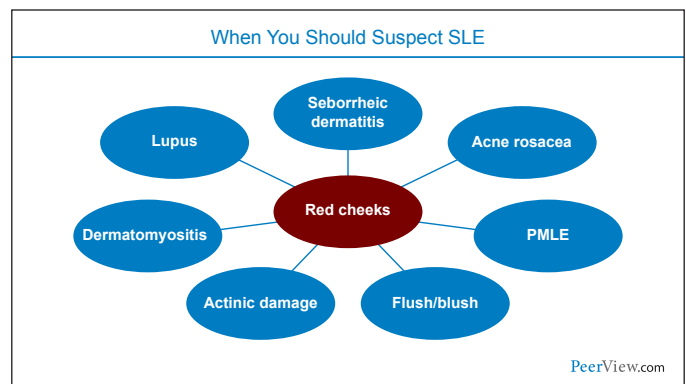 When You Should Suspect SLE
Seborrheic
dermatitis
Lupus
Acne rosacea
Red cheeks
Dermatomyositis
PMLE
Actinic damage
Flush/blush
PeerView.com